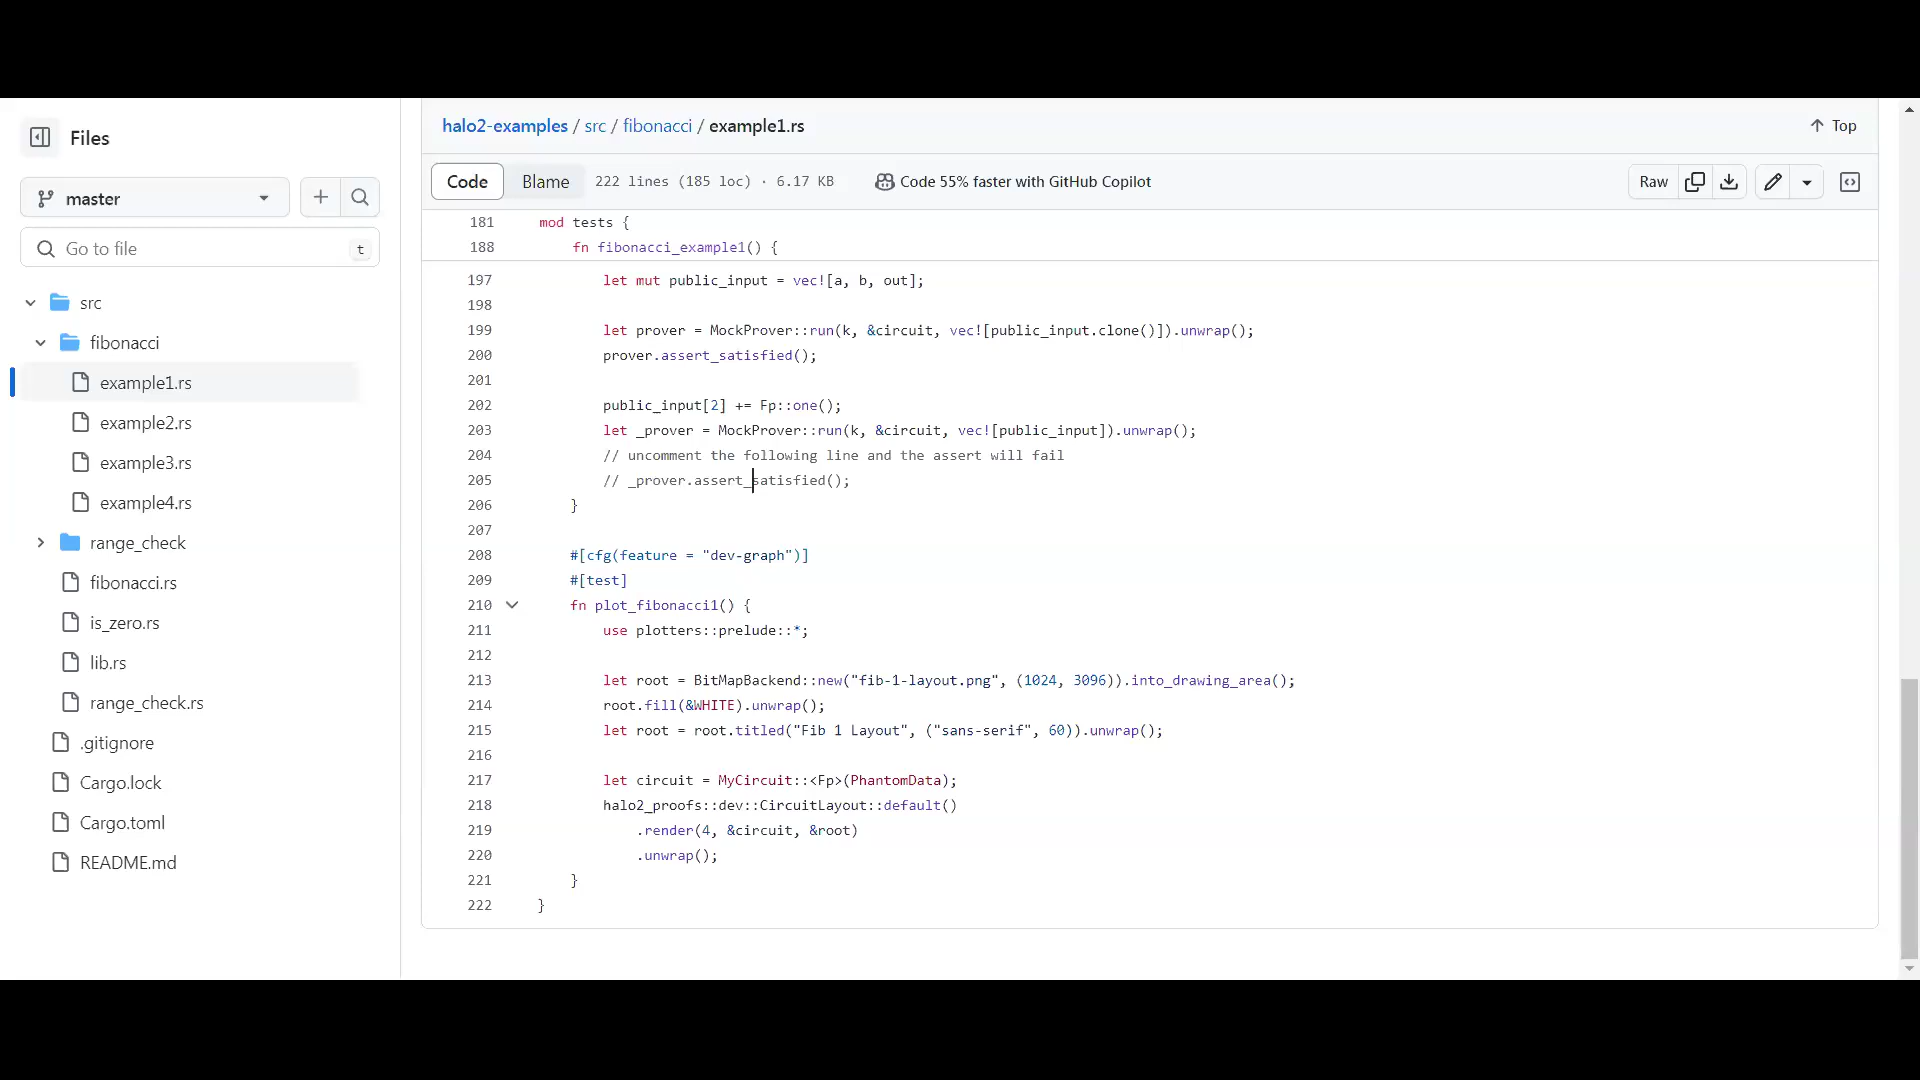 Files
master
Go to file
t
src
fibonacci
example1.rs
example2.rs
example3.rs
example4.rs
range_check
fibonacci.rs
is_zero.rs
lib.rs
range_check.rs
.gitignore
Cargo.lock
Cargo.toml
README.md
halo2-examples / src / fibonacci / example1.rs
Top
Code Blame 222 lines (185 loc) · 6.17 KB Code 55% faster with GitHub Copilot Raw
181 mod tests {
188 fn fibonacci_example1() {
197 let mut public_input = vec![a, b, out];
198
199 let prover = MockProver::run(k, &circuit, vec![public_input.clone()]).unwrap();
200 prover.assert_satisfied();
201
202 public_input[2] += Fp::one();
203 let _prover = MockProver::run(k, &circuit, vec![public_input]).unwrap();
204 // uncomment the following line and the assert will fail
205 // _prover.assert_satisfied();
206 }
207
208 #[cfg(feature = "dev-graph")]
209 #[test]
210 fn plot_fibonacci1() {
211 use plotters::prelude::*;
212
213 let root = BitMapBackend::new("fib-1-layout.png", (1024, 3096)).into_drawing_area();
214 root.fill(&WHITE).unwrap();
215 let root = root.titled("Fib 1 Layout", ("sans-serif", 60)).unwrap();
216
217 let circuit = MyCircuit::<Fp>(PhantomData);
218 halo2_proofs::dev::CircuitLayout::default()
219 .render(4, &circuit, &root)
220 .unwrap();
221 }
222 }